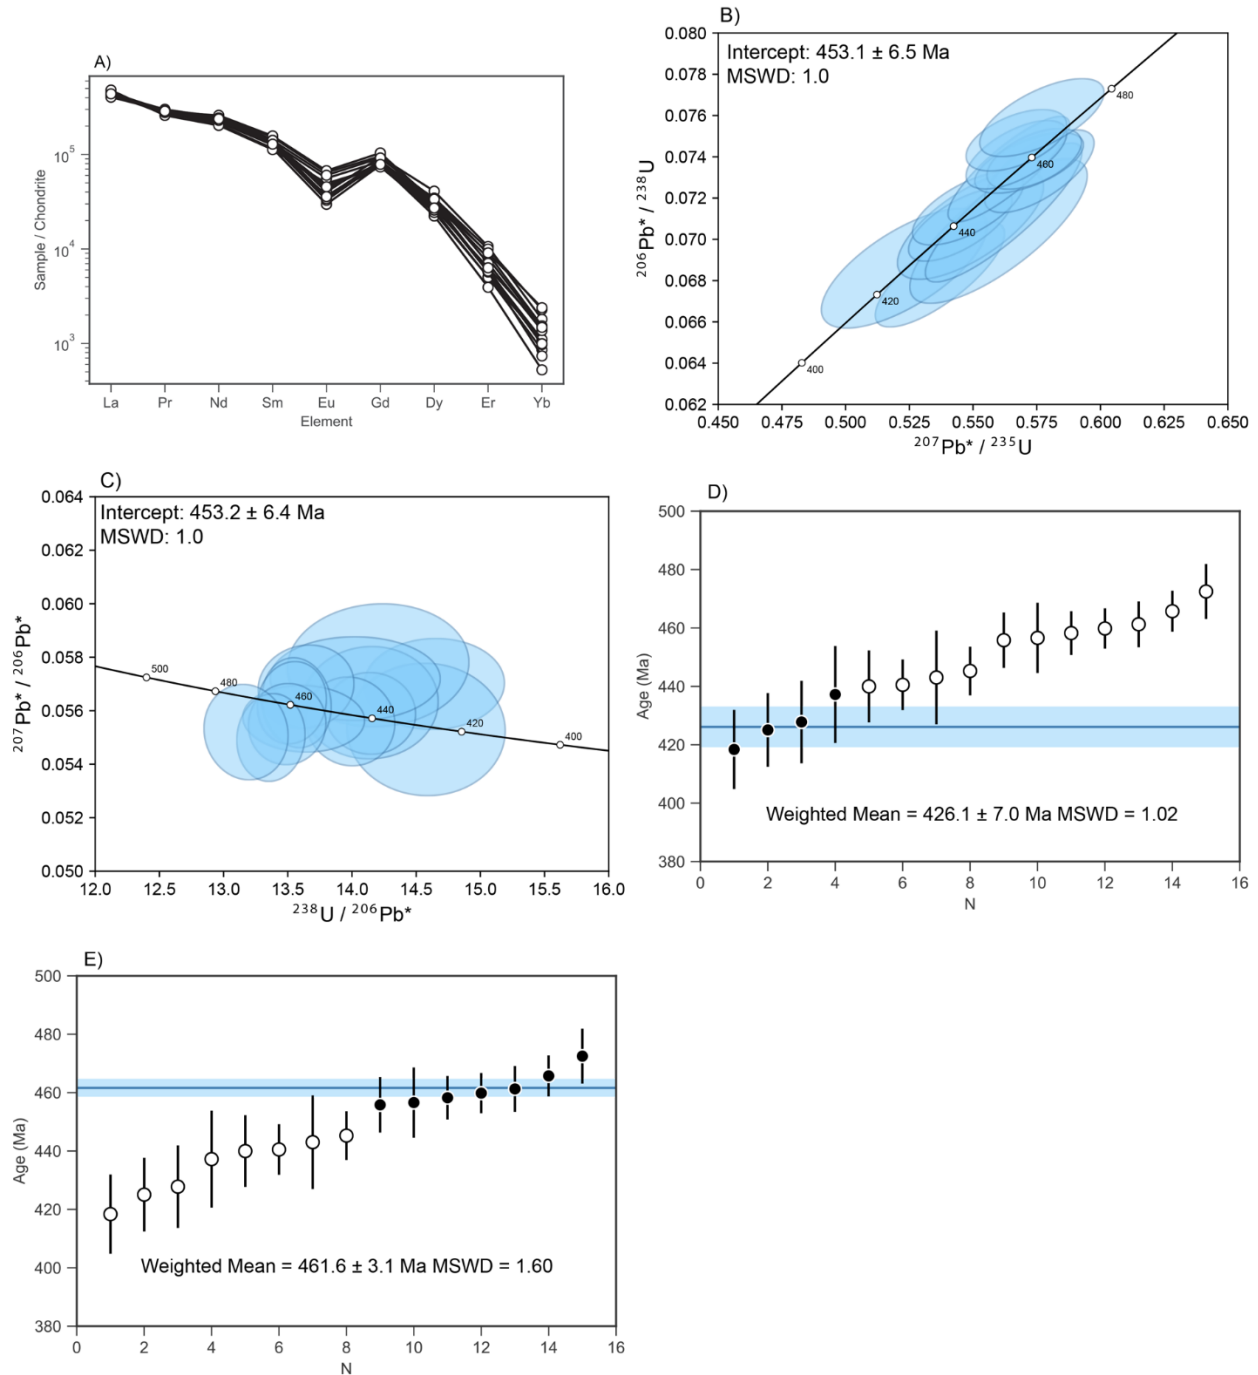 A)
10⁵
10⁴
10³
Sample / Chondrite
La Pr Nd Sm Eu Gd Dy Er Yb
Element
B)
Intercept: 453.1 ± 6.5 Ma
MSWD: 1.0
0.080
0.078
0.076
0.074
0.072
0.070
0.068
0.066
0.064
0.062
²⁰⁶Pb* / ²³⁸U
480
460
440
420
400
0.450 0.475 0.500 0.525 0.550 0.575 0.600 0.625 0.650
²⁰⁷Pb* / ²³⁵U
C)
Intercept: 453.2 ± 6.4 Ma
MSWD: 1.0
0.064
0.062
0.060
0.058
0.056
0.054
0.052
0.050
²⁰⁷Pb* / ²⁰⁶Pb*
500
480
460
440
420
400
12.0 12.5 13.0 13.5 14.0 14.5 15.0 15.5 16.0
²³⁸U / ²⁰⁶Pb*
D)
500
480
460
440
420
400
380
Age (Ma)
Weighted Mean = 426.1 ± 7.0 Ma MSWD = 1.02
0 2 4 6 8 10 12 14 16
N
E)
500
480
460
440
420
400
380
Age (Ma)
Weighted Mean = 461.6 ± 3.1 Ma MSWD = 1.60
0 2 4 6 8 10 12 14 16
N